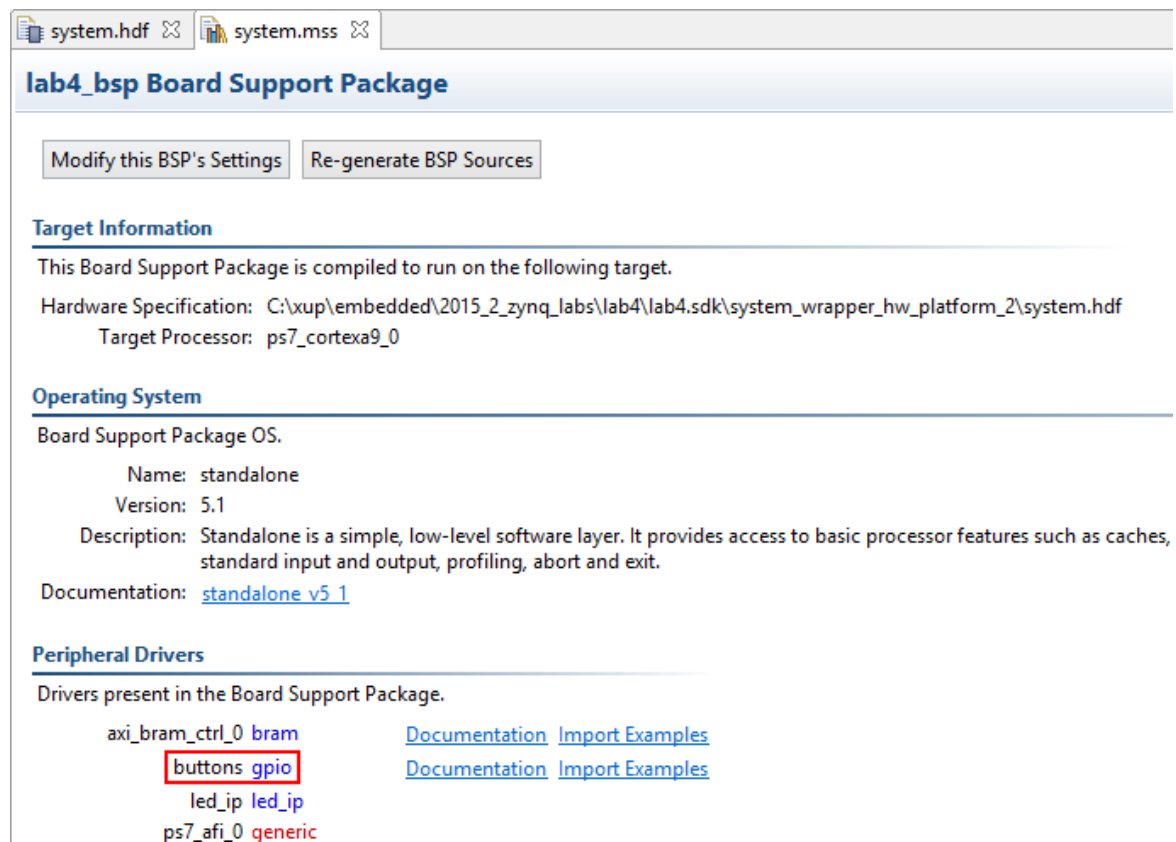 system.hdf system.mss
lab4_bsp Board Support Package
Modify this BSP's Settings Re-generate BSP Sources
Target Information
This Board Support Package is compiled to run on the following target.
Hardware Specification: C:\xup\embedded\2015_2_zynq_labs\lab4\lab4.sdk\system_wrapper_hw_platform_2\system.hdf
Target Processor: ps7_cortexa9_0
Operating System
Board Support Package OS.
Name: standalone
Version: 5.1
Description: Standalone is a simple, low-level software layer. It provides access to basic processor features such as caches,
standard input and output, profiling, abort and exit.
Documentation: standalone_v5_1
Peripheral Drivers
Drivers present in the Board Support Package.
axi_bram_ctrl_0 bram Documentation Import Examples
buttons gpio Documentation Import Examples
led_ip led_ip
ps7_afi_0 generic